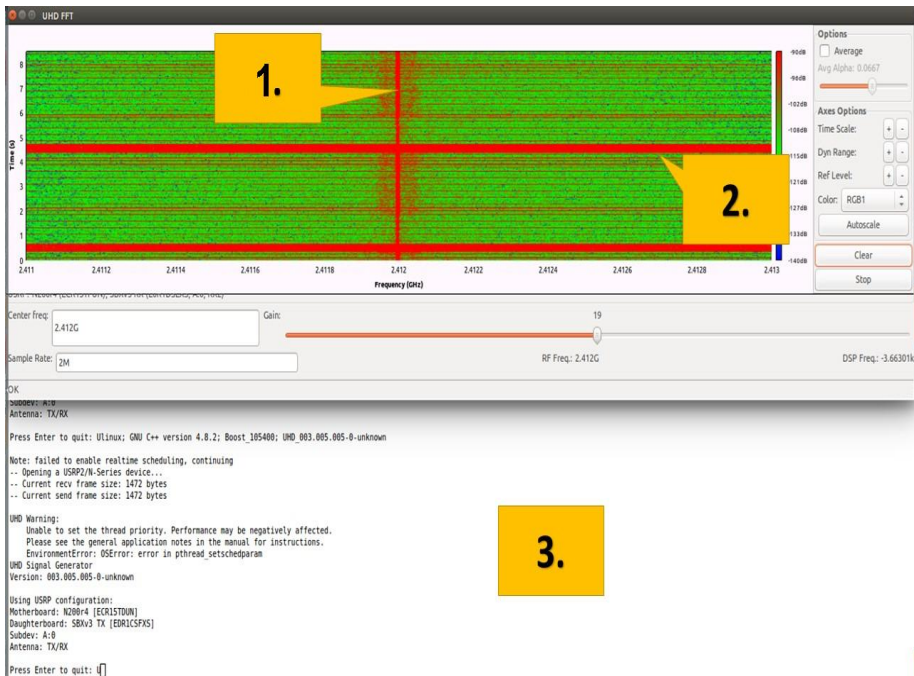 UHD FFT
1.
2.
3.
8
7
6
5
4
3
2
1
0
Time (s)
2.411
2.4112
2.4114
2.4116
2.4118
2.412
2.4122
2.4124
2.4126
2.4128
2.413
Frequency (GHz)
-90dB
-96dB
-102dB
-108dB
115dB
121dB
127dB
133dB
-140dB
Options
Average
Avg Alpha: 0.0667
Axes Options
Time Scale: + -
Dyn Range: + -
Ref Level: + -
Color: RGB1
Autoscale
Clear
Stop
Center freq: 2.412G
Gain: 19
Sample Rate: 2M
RF Freq.: 2.412G
DSP Freq.: -3.66301k
OK
Subdev: A:0
Antenna: TX/RX
Press Enter to quit: Ulinux; GNU C++ version 4.8.2; Boost_105400; UHD_003.005.005-0-unknown
Note: failed to enable realtime scheduling, continuing
-- Opening a USRP2/N-Series device...
-- Current recv frame size: 1472 bytes
-- Current send frame size: 1472 bytes
UHD Warning:
Unable to set the thread priority. Performance may be negatively affected.
Please see the general application notes in the manual for instructions.
EnvironmentError: OSError: error in pthread_setschedparam
UHD Signal Generator
Version: 003.005.005-0-unknown
Using USRP configuration:
Motherboard: N200r4 [ECR15TDUN]
Daughterboard: SBXv3 TX [EDR1CSFXS]
Subdev: A:0
Antenna: TX/RX
Press Enter to quit: U